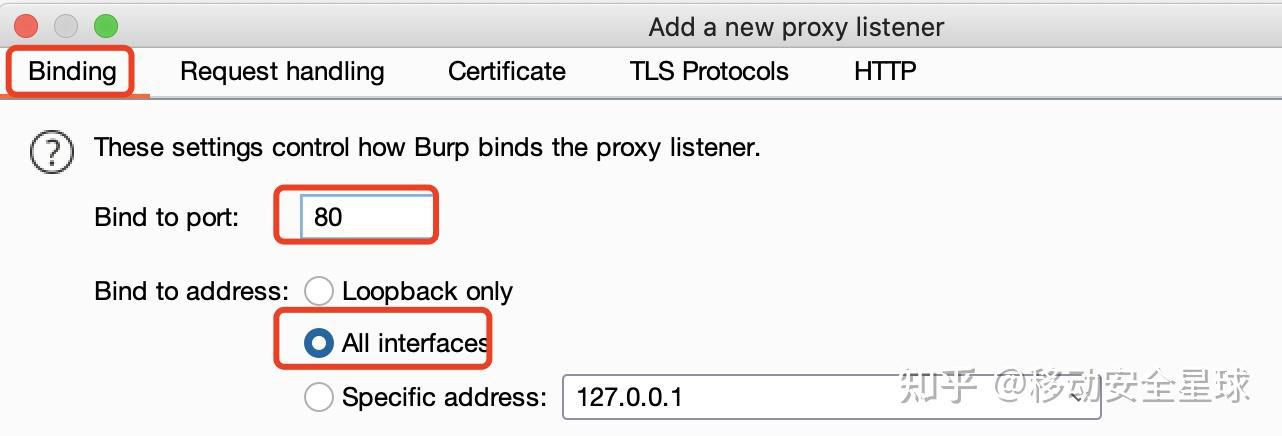 Add a new proxy listener
Binding Request handling Certificate TLS Protocols HTTP
? These settings control how Burp binds the proxy listener.
Bind to port: 80
Bind to address: Loopback only
All interfaces
Specific address: 127.0.0.1
知乎 @移动安全星球